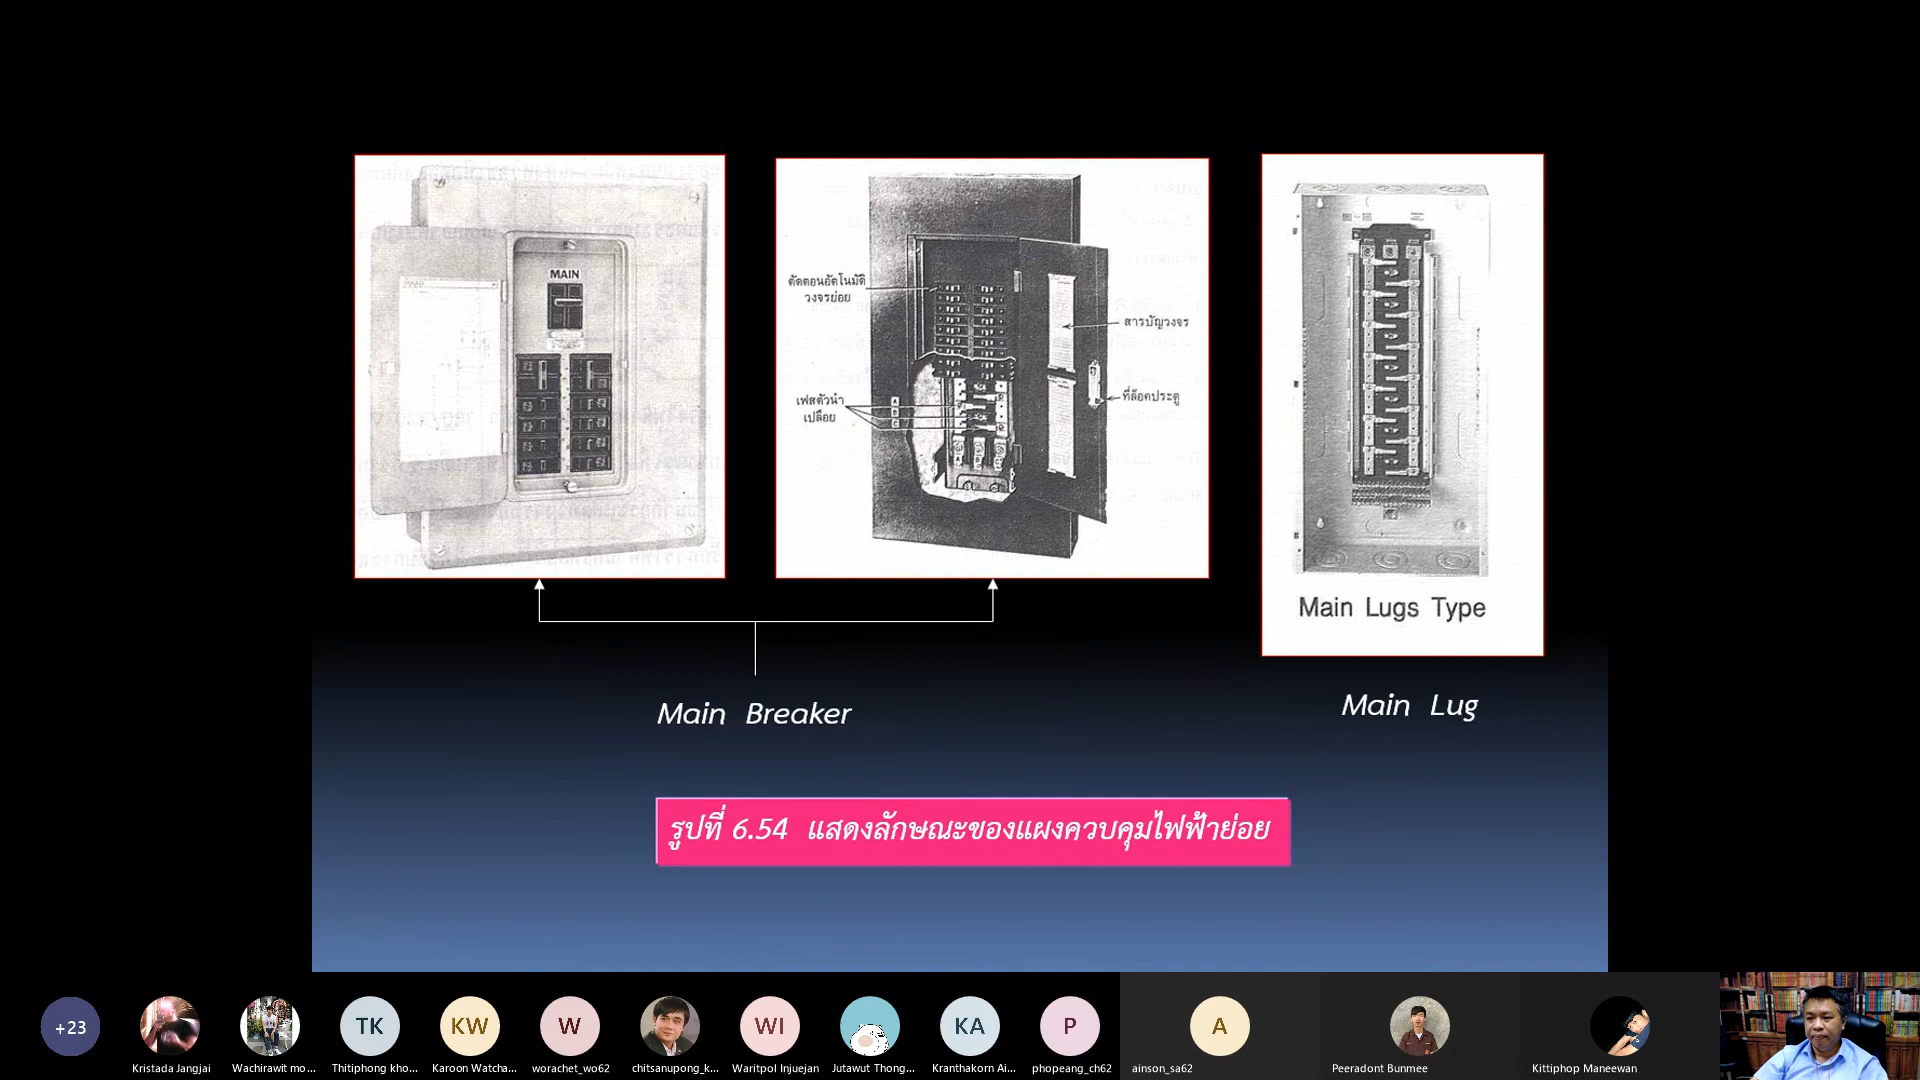 MAIN
ตัดตอนอัตโนมัติ
วงจรย่อย
สารบัญวงจร
เฟสตัวนำ
เปลือย
A
B
C
ที่ล็อคประตู
Main Lugs Type
Main Breaker
Main Lug
รูปที่ 6.54 แสดงลักษณะของแผงควบคุมไฟฟ้าย่อย
+23
TK
KW
W
WI
KA
P
A
Kristada Jangjai
Wachirawit mo...
Thitiphong kho...
Karoon Watcha...
worachet_wo62
chitsanupong_k...
Waritpol Injuejan
Jutawut Thong...
Kranthakorn Ai...
phopeang_ch62
ainson_sa62
Peeradont Bunmee
Kittiphop Maneewan